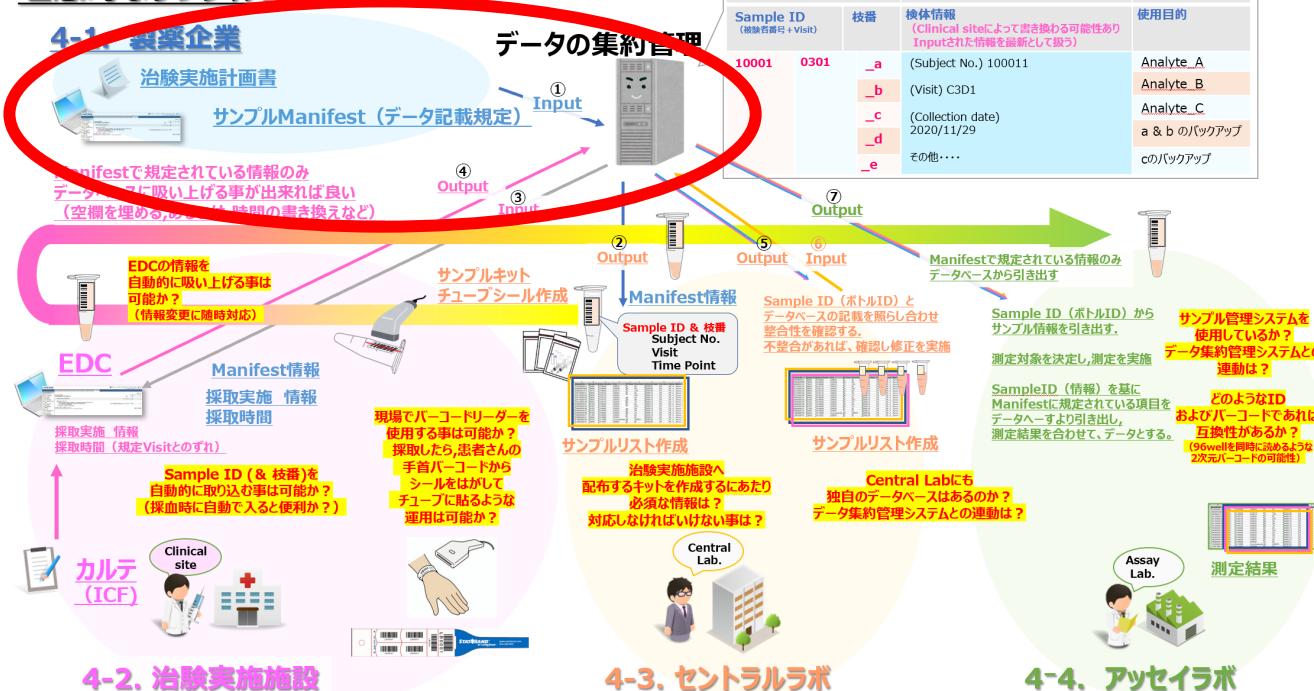 4-1. 製薬企業
データの集約管理
治験実施計画書
サンプルManifest（データ記載規定）
①
Input
Sample ID
（被験者番号＋Visit）
枝番
検体情報
（Clinical siteによって書き換わる可能性あり
Inputされた情報を最新として扱う）
使用目的
10001 0301
_a
_b
_c
_d
_e
(Subject No.) 100011
(Visit) C3D1
(Collection date)
2020/11/29
その他・・・・
Analyte_A
Analyte_B
Analyte_C
a & b のバックアップ
cのバックアップ
Manifestで規定されている情報のみ
データベースに吸い上げる事が出来れば良い
（空欄を埋める,あるいは,時間の書き換えなど）
④
Output
③
Input
②
Output
⑤
Output
⑥
Input
⑦
Output
EDCの情報を
自動的に吸い上げる事は
可能か？
（情報変更に随時対応）
サンプルキット
チューブシール作成
Manifest情報
Sample ID & 枝番
Subject No.
Visit
Time Point
Sample ID（ボトルID）と
データベースの記載を照らし合わせ
整合性を確認する.
不整合があれば、確認し修正を実施
Manifestで規定されている情報のみ
データベースから引き出す
Sample ID（ボトルID）から
サンプル情報を引き出す.
測定対象を決定し,測定を実施
SampleID（情報）を基に
Manifestに規定されている項目を
データへーすより引き出し,
測定結果を合わせて、データとする。
サンプル管理システムを
使用しているか？
データ集約管理システムとの
連動は？
どのようなID
およびバーコードであれば
互換性があるか？
（96wellを同時に読めるような
2次元バーコードの可能性）
EDC
Manifest情報
採取実施 情報
採取時間
採取実施 情報
採取時間（規定Visitとのずれ）
Sample ID (& 枝番)を
自動的に取り込む事は可能か？
（採血時に自動で入ると便利か？）
現場でバーコードリーダーを
使用する事は可能か？
採取したら,患者さんの
手首バーコードから
シールをはがして
チューブに貼るような
運用は可能か？
サンプルリスト作成
治験実施施設へ
配布するキットを作成するにあたり
必須な情報は？
対応しなければいけない事は？
サンプルリスト作成
Central Labにも
独自のデータベースはあるのか？
データ集約管理システムとの連動は？
カルテ
（ICF)
Clinical
site
Central
Lab.
Assay
Lab.
測定結果
4-2. 治験実施施設
4-3. セントラルラボ
4-4. アッセイラボ